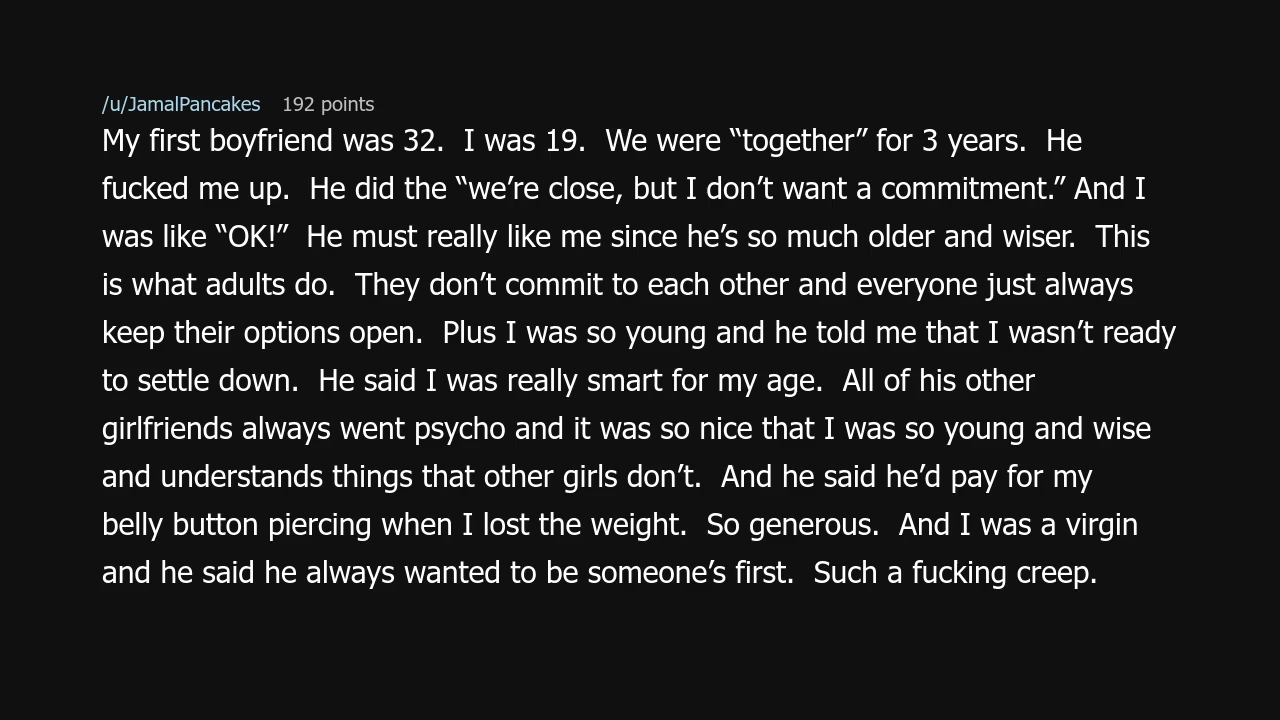 /u/JamalPancakes 192 points
My first boyfriend was 32.  I was 19.  We were “together” for 3 years.  He
fucked me up.  He did the “we’re close, but I don’t want a commitment.” And I
was like “OK!”  He must really like me since he’s so much older and wiser.  This
is what adults do.  They don’t commit to each other and everyone just always
keep their options open.  Plus I was so young and he told me that I wasn’t ready
to settle down.  He said I was really smart for my age.  All of his other
girlfriends always went psycho and it was so nice that I was so young and wise
and understands things that other girls don’t.  And he said he’d pay for my
belly button piercing when I lost the weight.  So generous.  And I was a virgin
and he said he always wanted to be someone’s first.  Such a fucking creep.